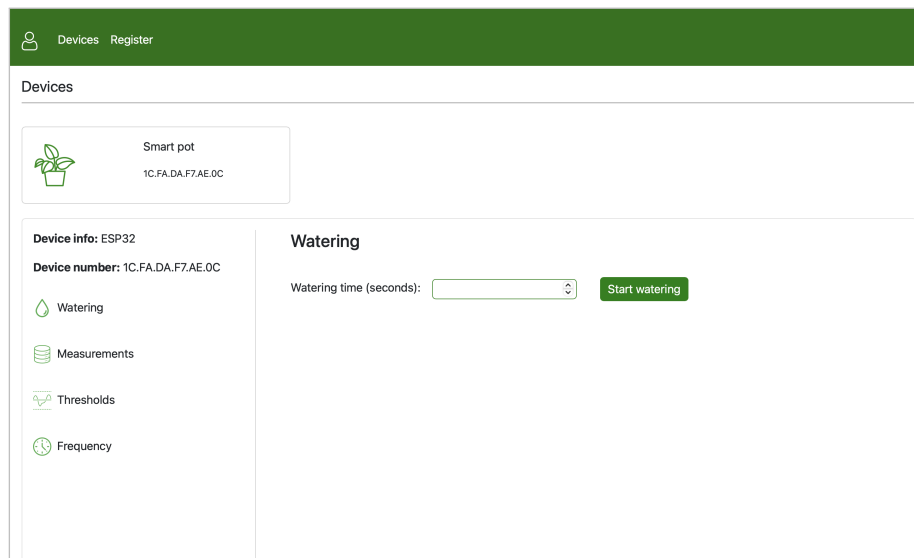 Devices Register
Devices
Smart pot
1C.FA.DA.F7.AE.0C
Device info: ESP32
Device number: 1C.FA.DA.F7.AE.0C
Watering
Measurements
Thresholds
Frequency
Watering
Watering time (seconds):
Start watering